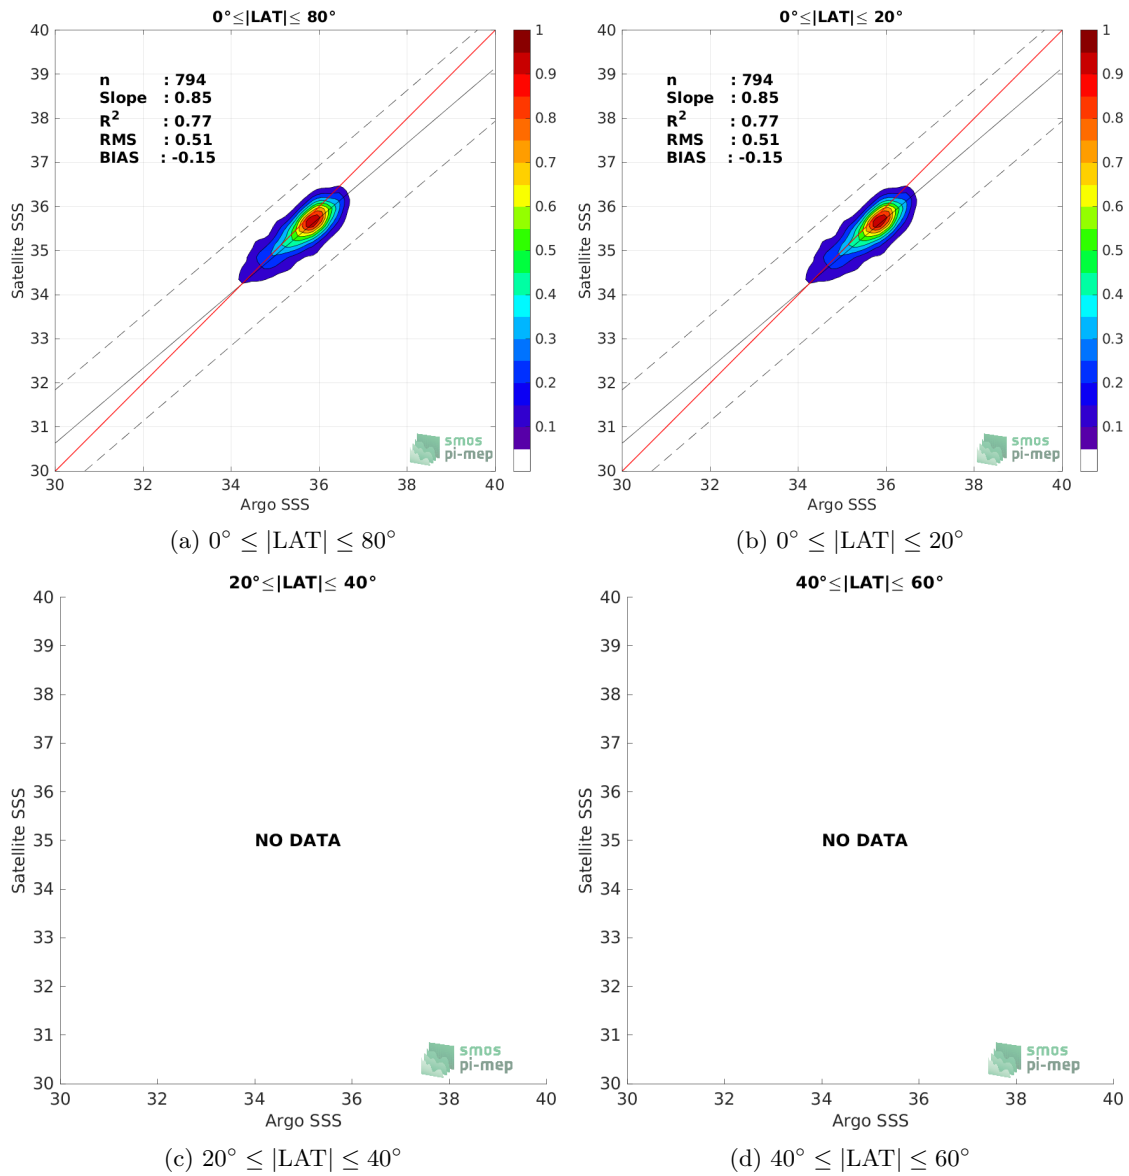 0°≤|LAT|≤ 80°
40
39
38
37
36
35
34
33
32
31
30
Satellite SSS
n : 794
Slope : 0.85
R² : 0.77
RMS : 0.51
BIAS : -0.15
1
0.9
0.8
0.7
0.6
0.5
0.4
0.3
0.2
0.1
smos
pi-mep
30 32 34 36 38 40
Argo SSS
(a) 0° ≤ |LAT| ≤ 80°
0°≤|LAT|≤ 20°
40
39
38
37
36
35
34
33
32
31
30
Satellite SSS
n : 794
Slope : 0.85
R² : 0.77
RMS : 0.51
BIAS : -0.15
1
0.9
0.8
0.7
0.6
0.5
0.4
0.3
0.2
0.1
smos
pi-mep
30 32 34 36 38 40
Argo SSS
(b) 0° ≤ |LAT| ≤ 20°
20°≤|LAT|≤ 40°
40
39
38
37
36
35
34
33
32
31
30
Satellite SSS
NO DATA
smos
pi-mep
30 32 34 36 38 40
Argo SSS
(c) 20° ≤ |LAT| ≤ 40°
40°≤|LAT|≤ 60°
40
39
38
37
36
35
34
33
32
31
30
Satellite SSS
NO DATA
smos
pi-mep
30 32 34 36 38 40
Argo SSS
(d) 40° ≤ |LAT| ≤ 60°